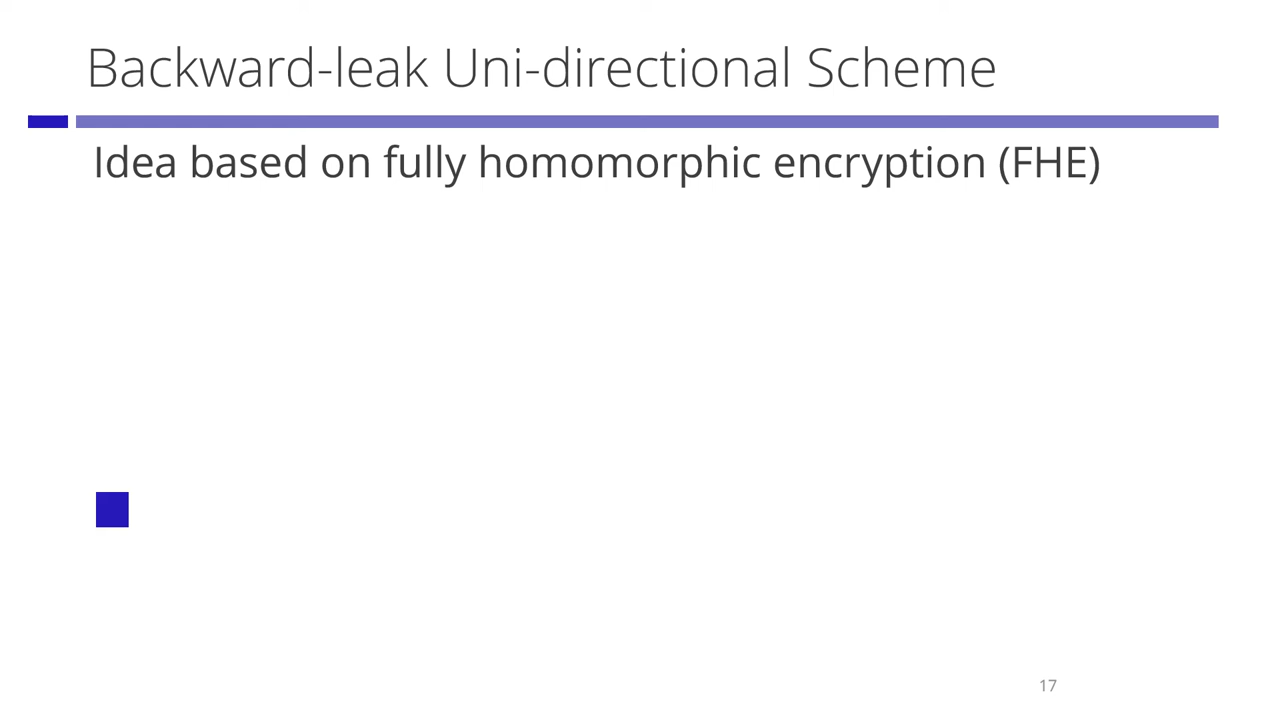 Backward-leak Uni-directional Scheme
Idea based on fully homomorphic encryption (FHE)
17